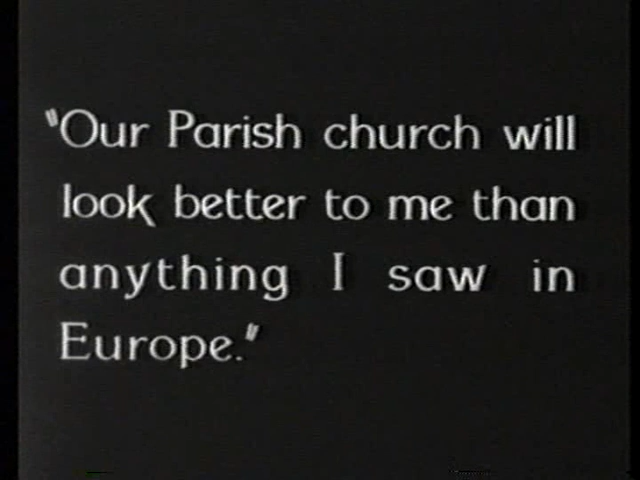 "Our Parish church will
look better to me than
anything I saw in
Europe."